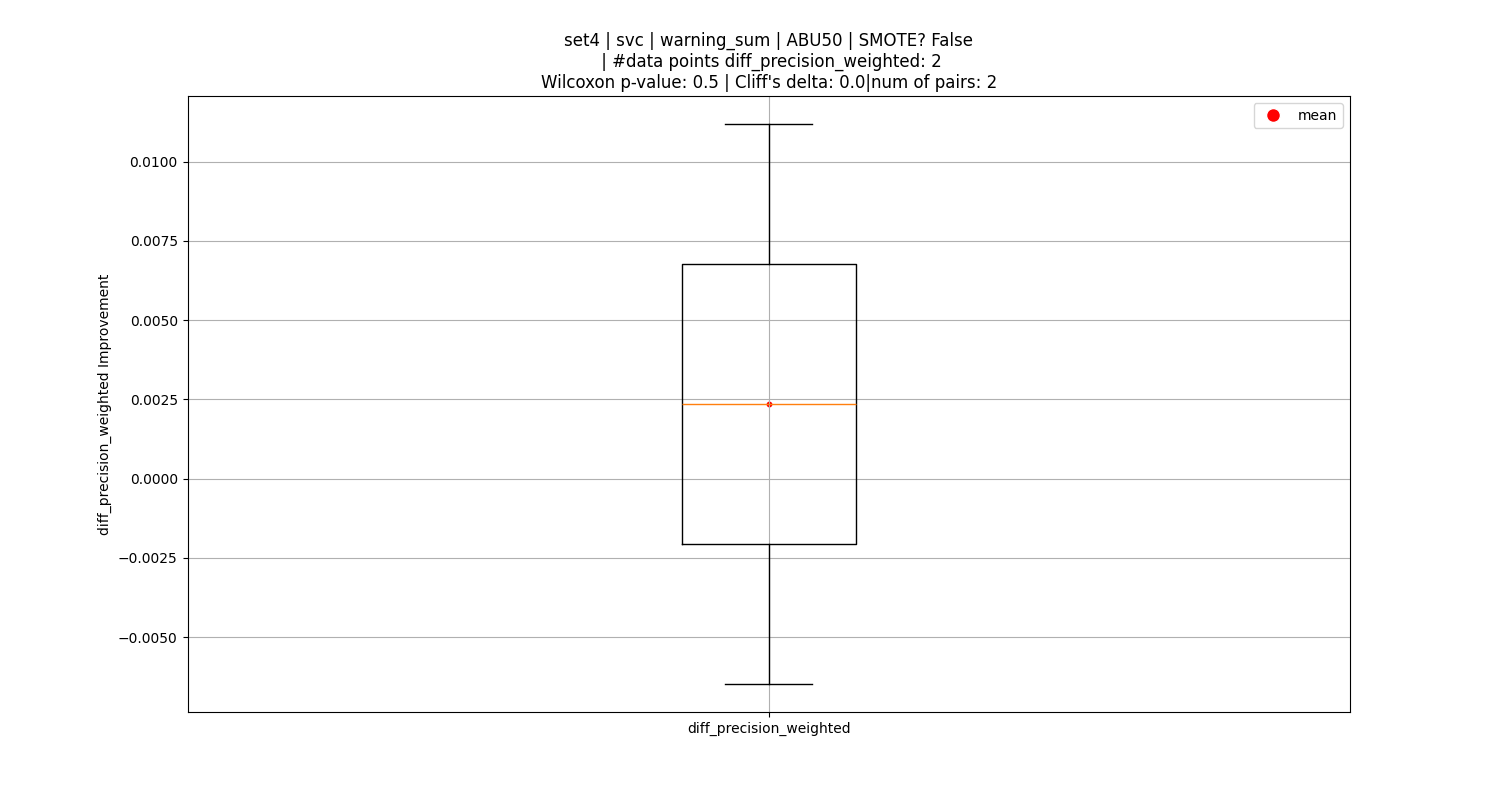 set4 | svc | warning_sum | ABU50 | SMOTE? False
| #data points diff_precision_weighted: 2
Wilcoxon p-value: 0.5 | Cliff's delta: 0.0|num of pairs: 2
mean
0.0100
0.0075
0.0050
0.0025
0.0000
−0.0025
−0.0050
diff_precision_weighted Improvement
diff_precision_weighted